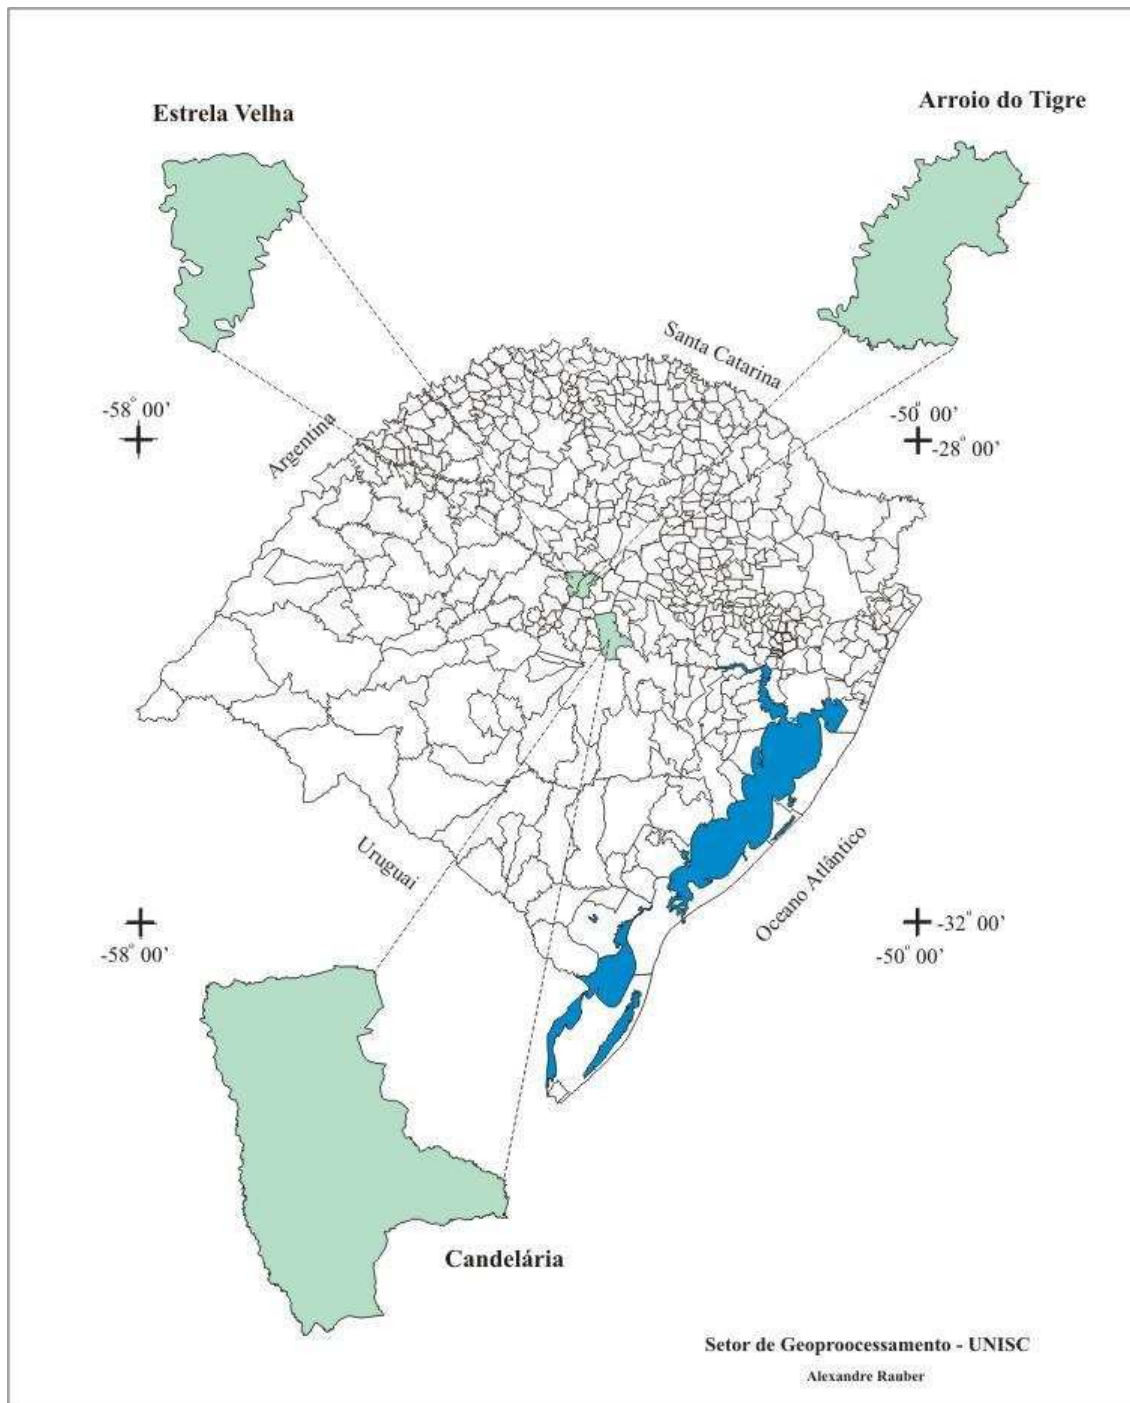 Estrela Velha
Arroio do Tigre
Santa Catarina
-58° 00'
Argentina
-50° 00'
-28° 00'
Uruguai
Oceano Atlântico
-32° 00'
-58° 00'
-50° 00'
Candelária
Setor de Geoproocessamento - UNISC
Alexandre Rauber